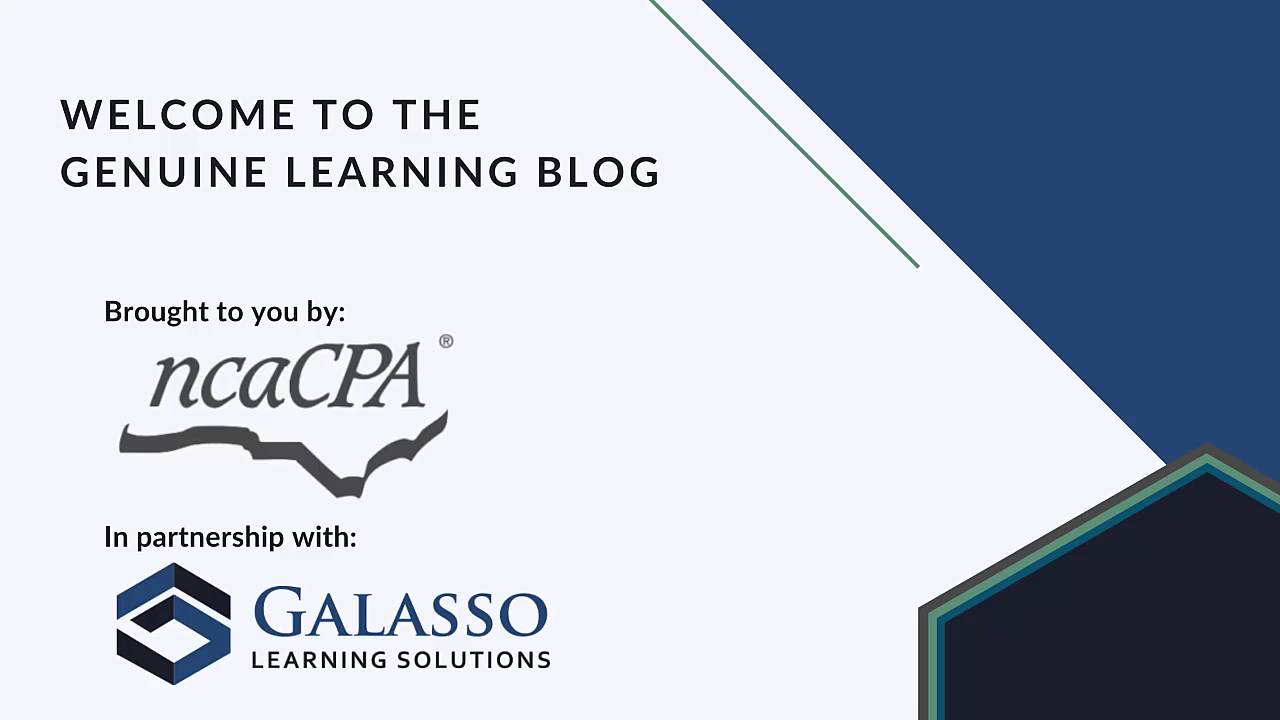 WELCOME TO THE
GENUINE LEARNING BLOG
Brought to you by:
ncaCPA®
In partnership with:
GALASSO
LEARNING SOLUTIONS